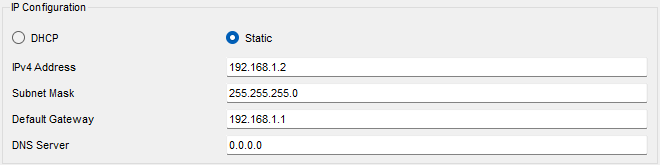 IP Configuration
DHCP Static
IPv4 Address 192.168.1.2
Subnet Mask 255.255.255.0
Default Gateway 192.168.1.1
DNS Server 0.0.0.0